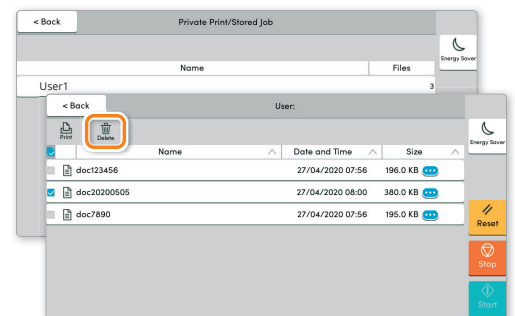 < Back Private Print/Stored Job
Energy Saver
Name Files
User1 3
< Back User:
Print Delete
Energy Saver
Name Date and Time Size
doc123456 27/04/2020 07:56 196.0 KB
doc20200505 27/04/2020 08:00 380.0 KB
doc7890 27/04/2020 07:56 195.0 KB
Reset
Stop
Start